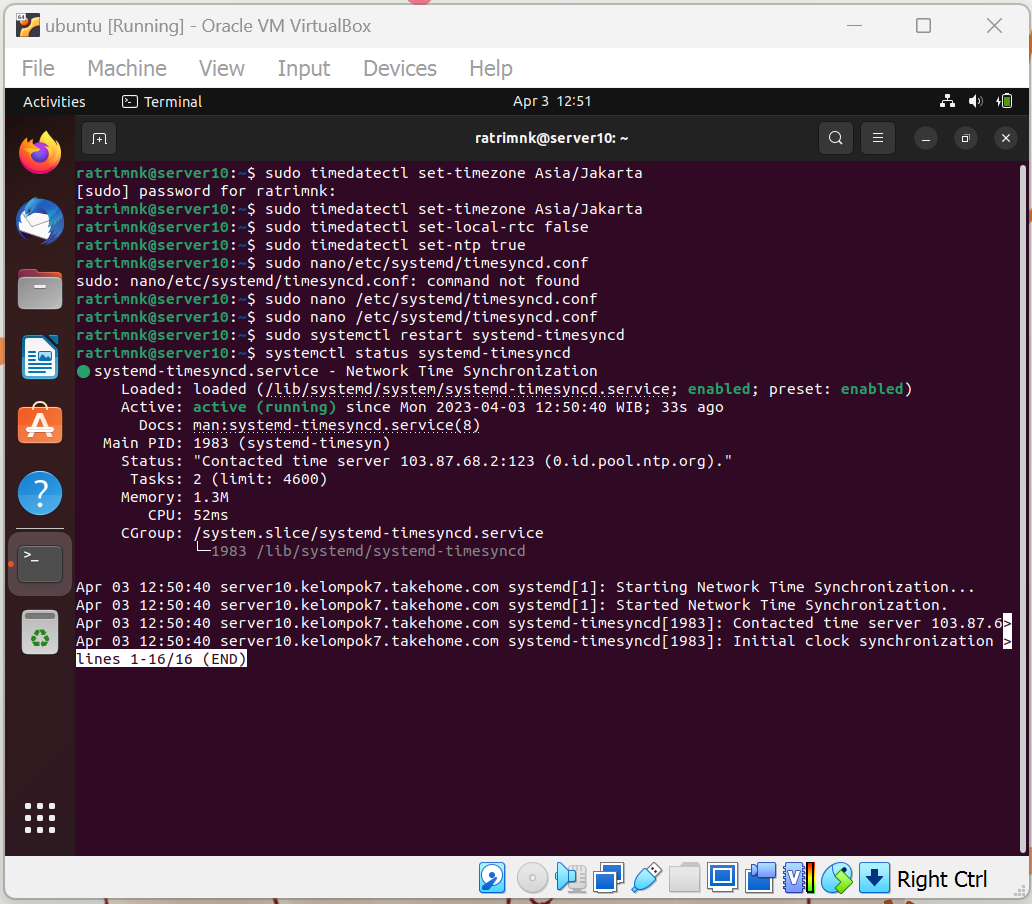 ubuntu [Running] - Oracle VM VirtualBox
File Machine View Input Devices Help
Activities Terminal Apr 3 12:51
ratrimnk@server10: ~
ratrimnk@server10:~$ sudo timedatectl set-timezone Asia/Jakarta
[sudo] password for ratrimnk:
ratrimnk@server10:~$ sudo timedatectl set-timezone Asia/Jakarta
ratrimnk@server10:~$ sudo timedatectl set-local-rtc false
ratrimnk@server10:~$ sudo timedatectl set-ntp true
ratrimnk@server10:~$ sudo nano/etc/systemd/timesyncd.conf
sudo: nano/etc/systemd/timesyncd.conf: command not found
ratrimnk@server10:~$ sudo nano /etc/systemd/timesyncd.conf
ratrimnk@server10:~$ sudo nano /etc/systemd/timesyncd.conf
ratrimnk@server10:~$ sudo systemctl restart systemd-timesyncd
ratrimnk@server10:~$ systemctl status systemd-timesyncd
● systemd-timesyncd.service - Network Time Synchronization
Loaded: loaded (/lib/systemd/system/systemd-timesyncd.service; enabled; preset: enabled)
Active: active (running) since Mon 2023-04-03 12:50:40 WIB; 33s ago
Docs: man:systemd-timesyncd.service(8)
Main PID: 1983 (systemd-timesyn)
Status: "Contacted time server 103.87.68.2:123 (0.id.pool.ntp.org)."
Tasks: 2 (limit: 4600)
Memory: 1.3M
CPU: 52ms
CGroup: /system.slice/systemd-timesyncd.service
└─1983 /lib/systemd/systemd-timesyncd
Apr 03 12:50:40 server10.kelompok7.takehome.com systemd[1]: Starting Network Time Synchronization...
Apr 03 12:50:40 server10.kelompok7.takehome.com systemd[1]: Started Network Time Synchronization.
Apr 03 12:50:40 server10.kelompok7.takehome.com systemd-timesyncd[1983]: Contacted time server 103.87.6>
Apr 03 12:50:40 server10.kelompok7.takehome.com systemd-timesyncd[1983]: Initial clock synchronization >
lines 1-16/16 (END)
Right Ctrl